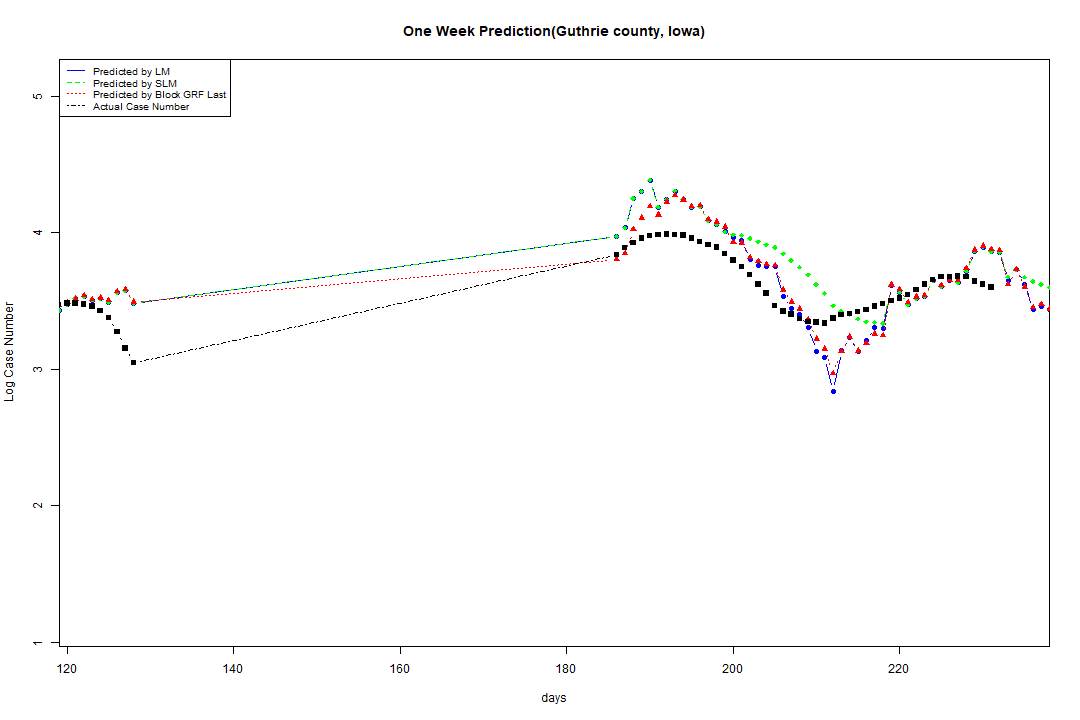 One Week Prediction(Guthrie county, Iowa)
Predicted by LM
Predicted by SLM
Predicted by Block GRF Last
Actual Case Number
5
4
3
2
1
Log Case Number
120 140 160 180 200 220
days